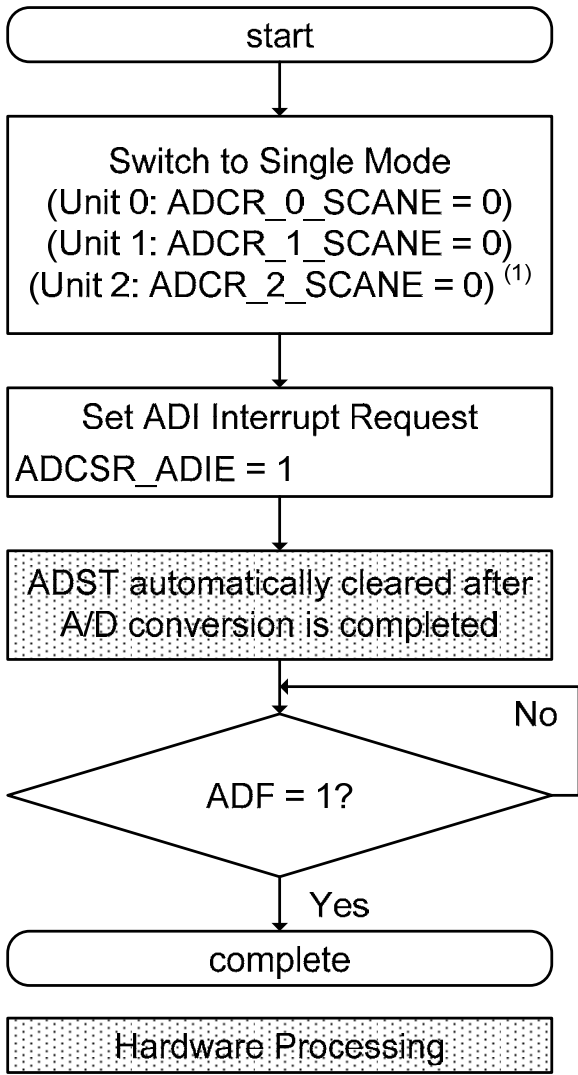 start
Switch to Single Mode
(Unit 0: ADCR_0_SCANE = 0)
(Unit 1: ADCR_1_SCANE = 0)
(Unit 2: ADCR_2_SCANE = 0) (1)
Set ADI Interrupt Request
ADCSR_ADIE = 1
ADST automatically cleared after
A/D conversion is completed
No
ADF = 1?
Yes
complete
Hardware Processing